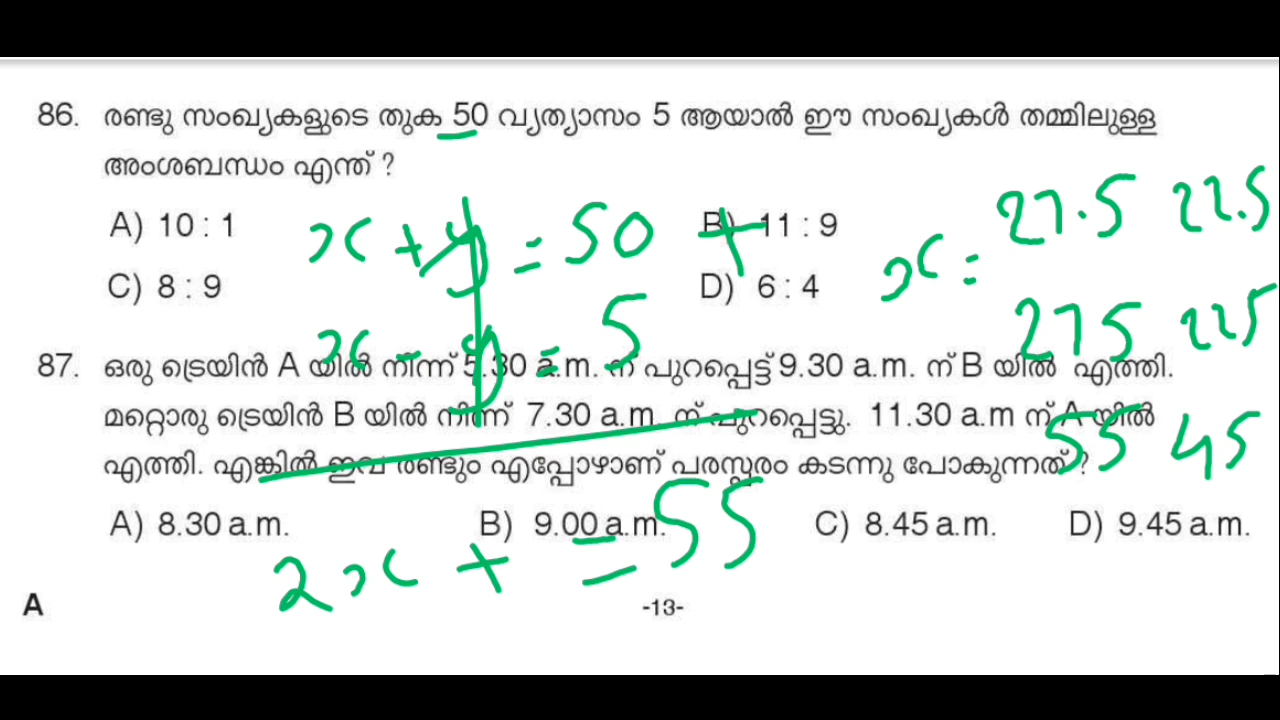 86. രണ്ടു സംഖ്യകളുടെ തുക 50 വ്യത്യാസം 5 ആയാൽ ഈ സംഖ്യകൾ തമ്മിലുള്ള
അംശബന്ധം എന്ത് ?
A) 10 : 1 B) 11 : 9
x + y = 50
x = 27.5 22.5
C) 8 : 9 D) 6 : 4
x - y = 5
275 225
87. ഒരു ട്രെയിൻ A യിൽ നിന്ന് 5.30 a.m. ന് പുറപ്പെട്ട് 9.30 a.m. ന് B യിൽ എത്തി.
മറ്റൊരു ട്രെയിൻ B യിൽ നിന്ന് 7.30 a.m. ന് പുറപ്പെട്ടു. 11.30 a.m ന് A യിൽ
55 45
എത്തി. എങ്കിൽ ഇവ രണ്ടും എപ്പോഴാണ് പരസ്പരം കടന്നു പോകുന്നത് ?
A) 8.30 a.m. B) 9.00 a.m. C) 8.45 a.m. D) 9.45 a.m.
2x + = 55
A -13-